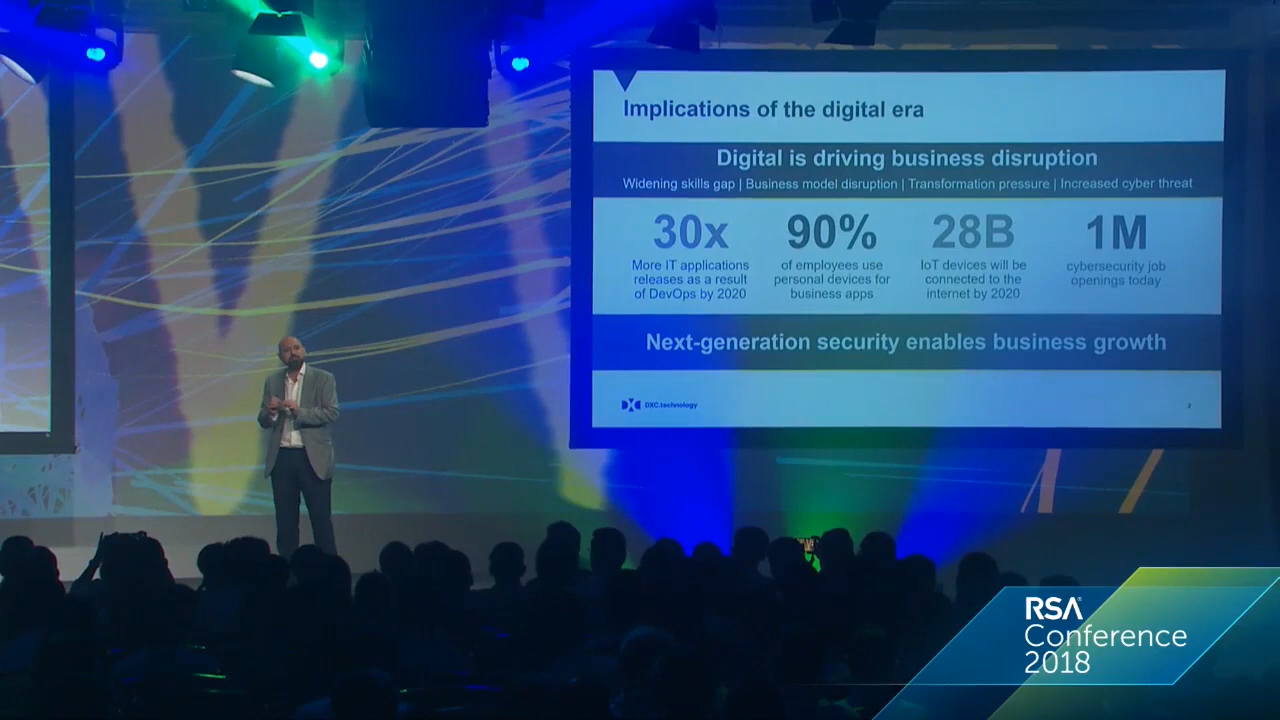 Implications of the digital era
Digital is driving business disruption
Widening skills gap | Business model disruption | Transformation pressure | Increased cyber threat
30x
More IT applications
releases as a result
of DevOps by 2020
90%
of employees use
personal devices for
business apps
28B
IoT devices will be
connected to the
internet by 2020
1M
cybersecurity job
openings today
Next-generation security enables business growth
DXC.technology
2
RSA®
Conference
2018